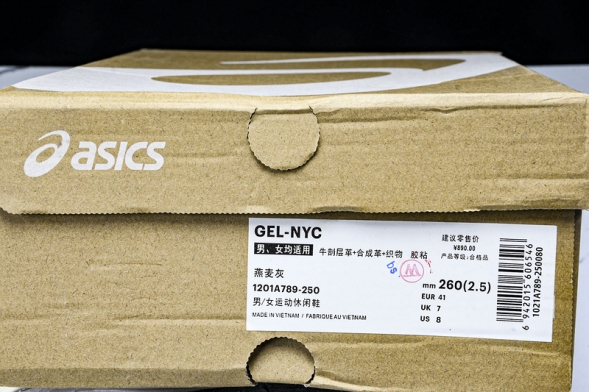 asics
GEL-NYC
男、女均适用 牛剖层革+合成革+织物 胶粘
建议零售价
¥890.00
产品等级:合格品
燕麦灰
1201A789-250
男/女运动休闲鞋
MADE IN VIETNAM / FABRIQUE AU VIETNAM
mm 260(2.5)
EUR 41
UK 7
US 8
6 942015 606546
1021A789-250080